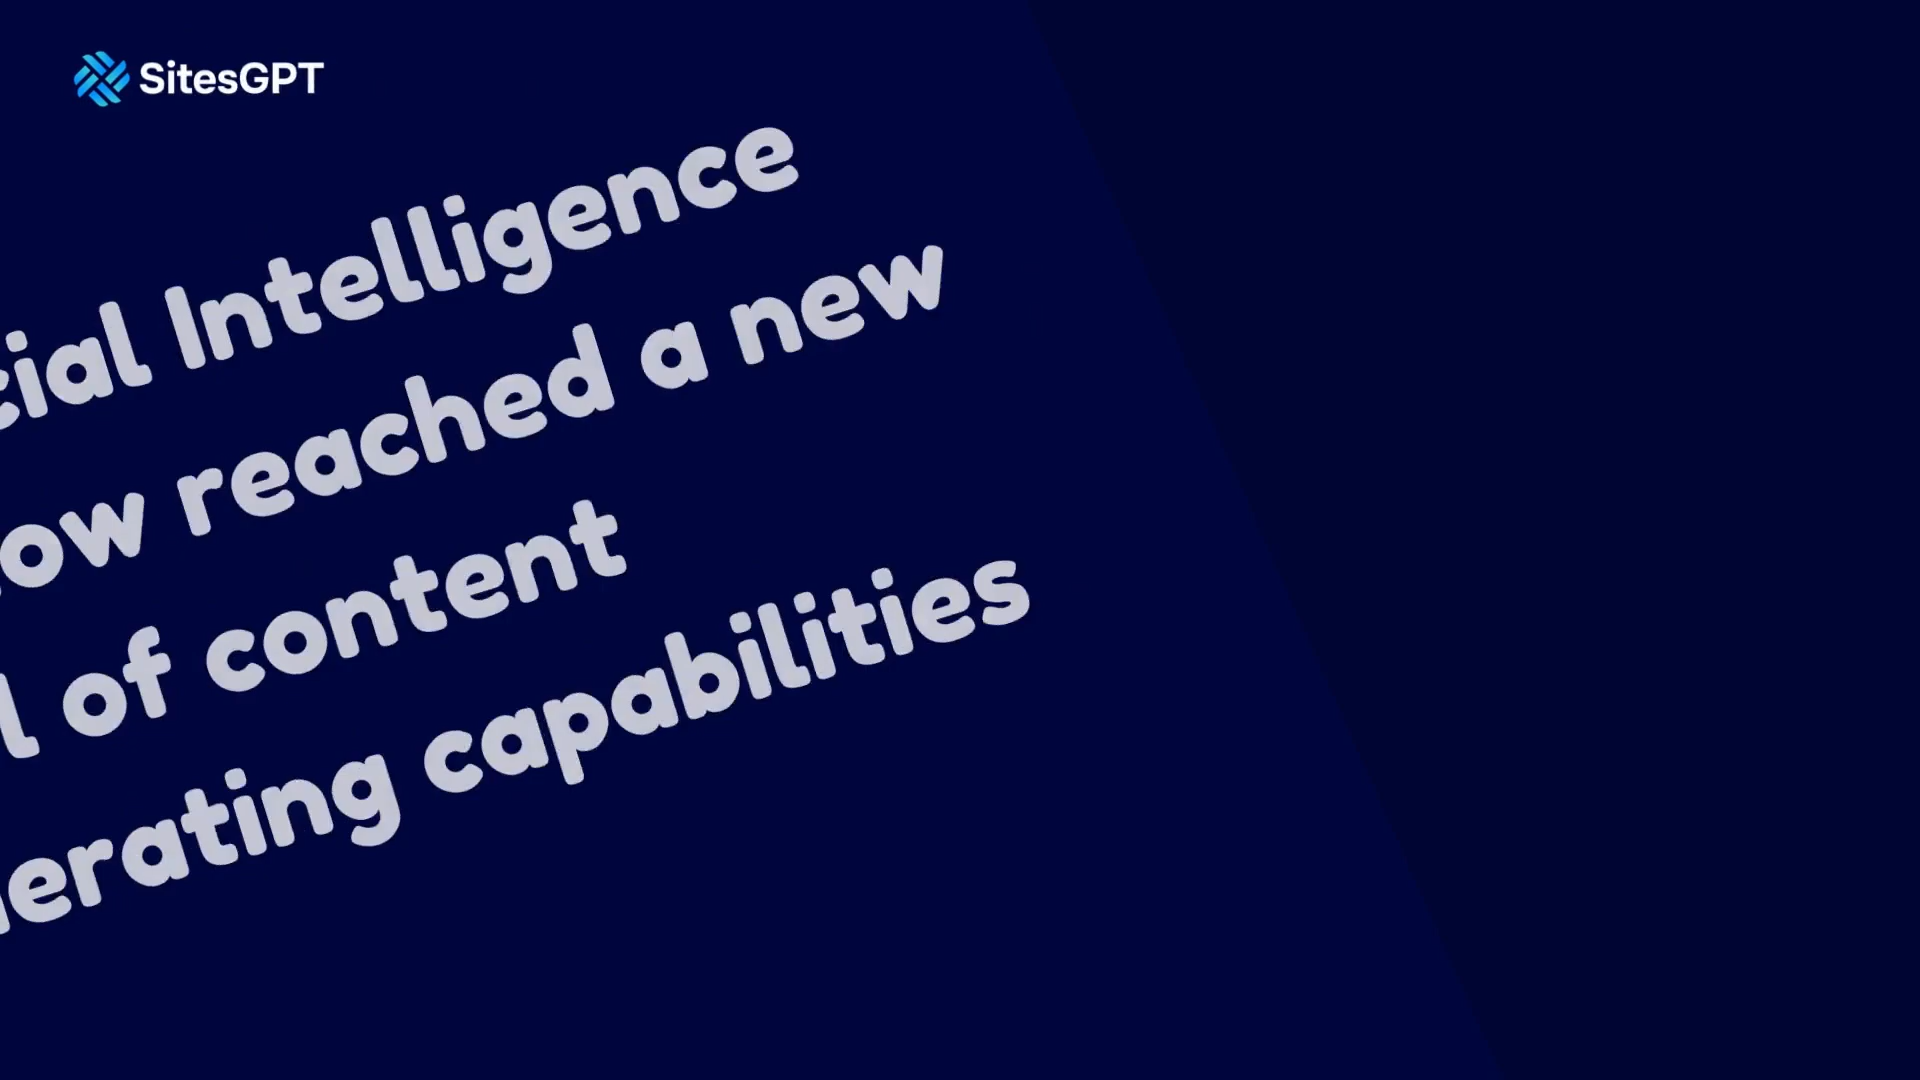 SitesGPT
cial Intelligence
ow reached a new
l of content
erating capabilities